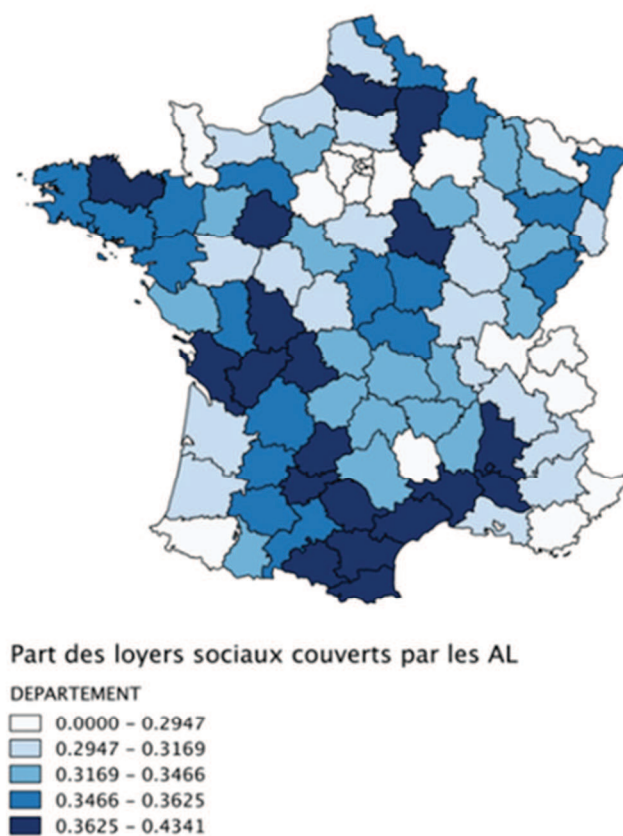 Part des loyers sociaux couverts par les AL
DEPARTEMENT
0.0000 – 0.2947
0.2947 – 0.3169
0.3169 – 0.3466
0.3466 – 0.3625
0.3625 – 0.4341